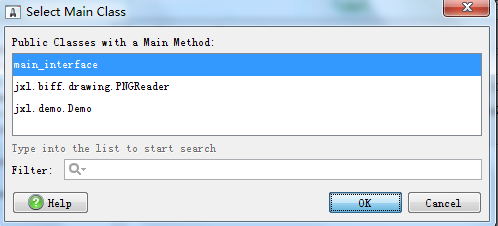 Select Main Class
Public Classes with a Main Method:
main_interface
jxl.biff.drawing.PNGReader
jxl.demo.Demo
Type into the list to start search
Filter:
Help
OK
Cancel